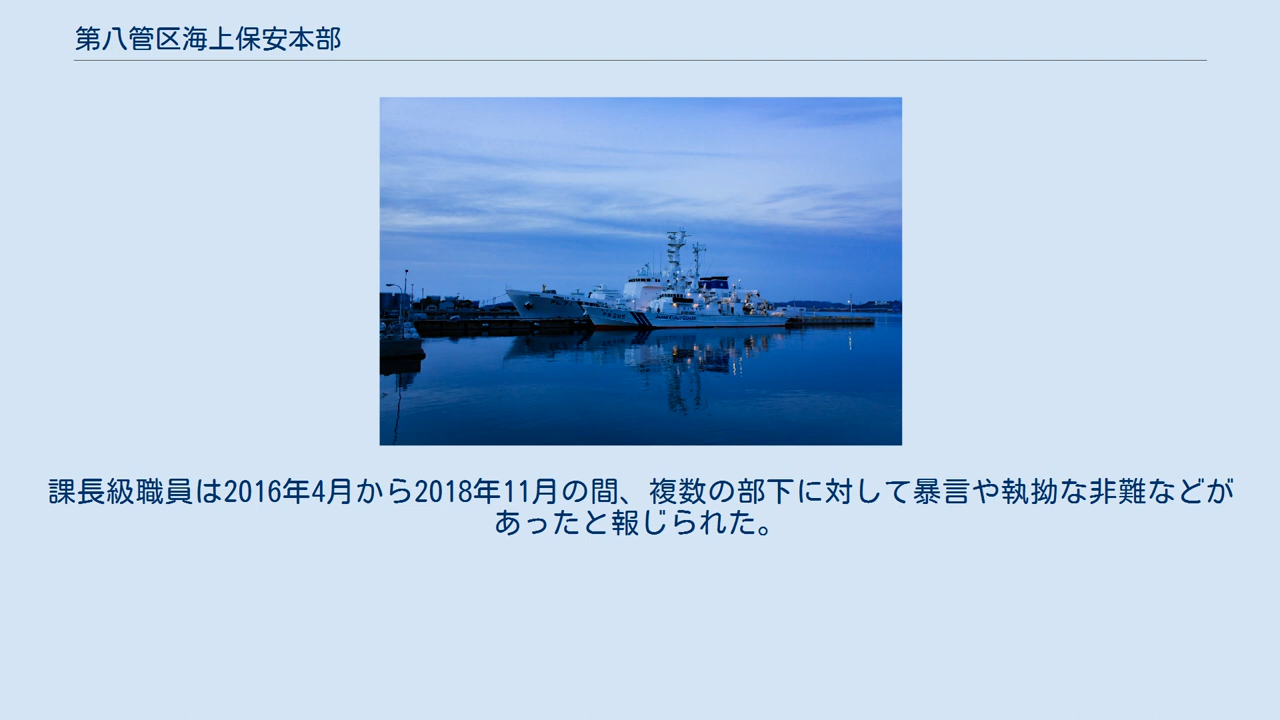 第八管区海上保安本部
課長級職員は2016年4月から2018年11月の間、複数の部下に対して暴言や執拗な非難などが
あったと報じられた。